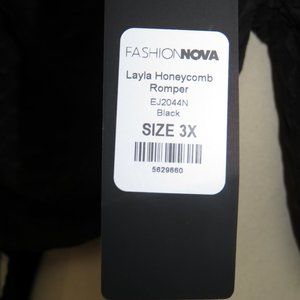 FASHIONNOVA
Layla Honeycomb
Romper
EJ2044N
Black
SIZE 3X
5629660